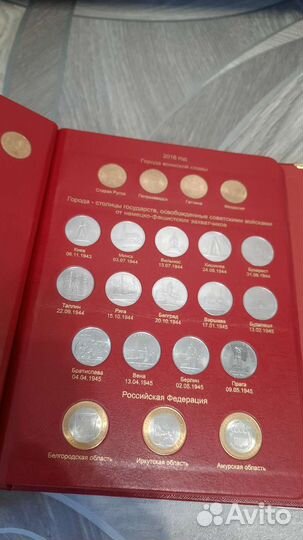 2016 год
Города воинской славы
Старая Русса Петрозаводск Гатчина Феодосия
Города - столицы государств, освобожденные советскими войсками
от немецко-фашистских захватчиков
Киев Минск Вильнюс Кишинев Бухарест
06.11.1943 03.07.1944 13.07.1944 24.08.1944 31.08.1944
Таллин Рига Белград Варшава Будапешт
22.09.1944 15.10.1944 20.10.1944 17.01.1945 13.02.1945
Братислава Вена Берлин Прага
04.04.1945 13.04.1945 02.05.1945 09.05.1945
Российская Федерация
Белгородская область Иркутская область Амурская область
Avito